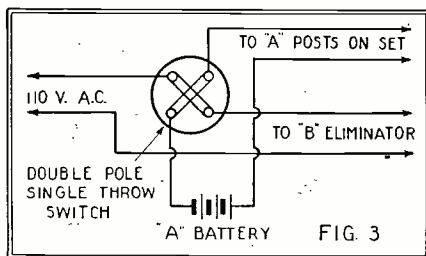 TO "A" POSTS ON SET
110 V. A.C.
TO "B" ELIMINATOR
DOUBLE POLE
SINGLE THROW
SWITCH
"A" BATTERY
FIG. 3